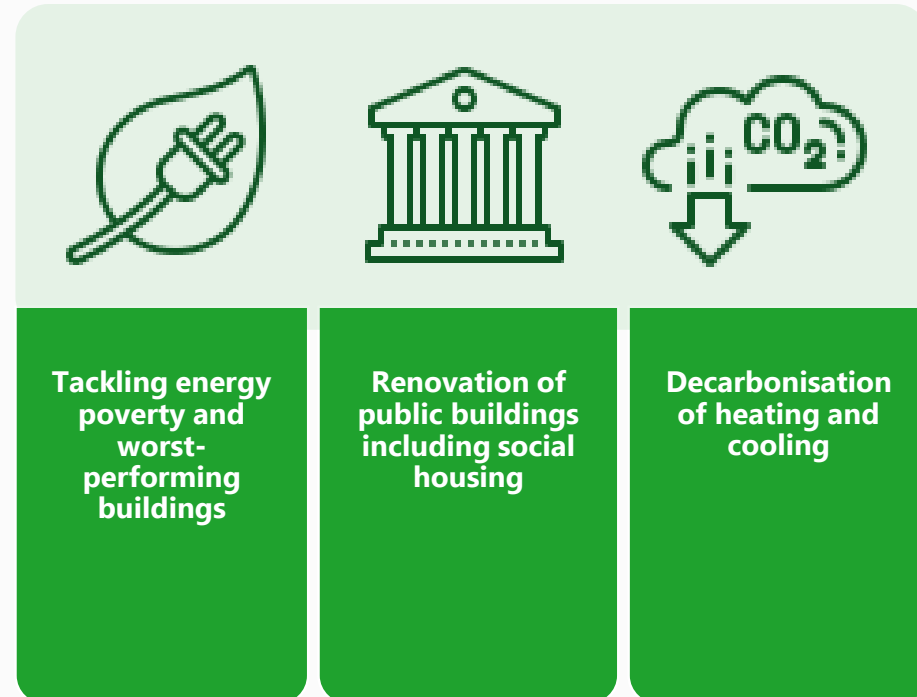 CO2
Tackling energy
poverty and
worst-
performing
buildings
Renovation of
public buildings
including social
housing
Decarbonisation
of heating and
cooling